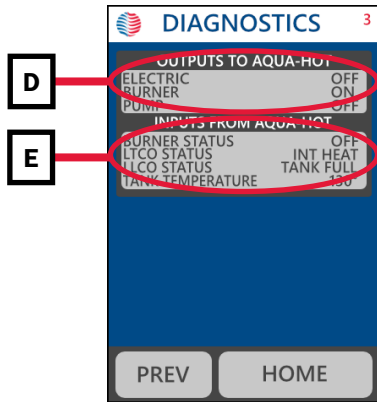 DIAGNOSTICS 3
OUTPUTS TO AQUA-HOT
D
ELECTRIC OFF
BURNER ON
PUMP OFF
INPUTS FROM AQUA-HOT
E
BURNER STATUS OFF
LTCO STATUS INT HEAT
LLCO STATUS TANK FULL
TANK TEMPERATURE 130°
PREV HOME